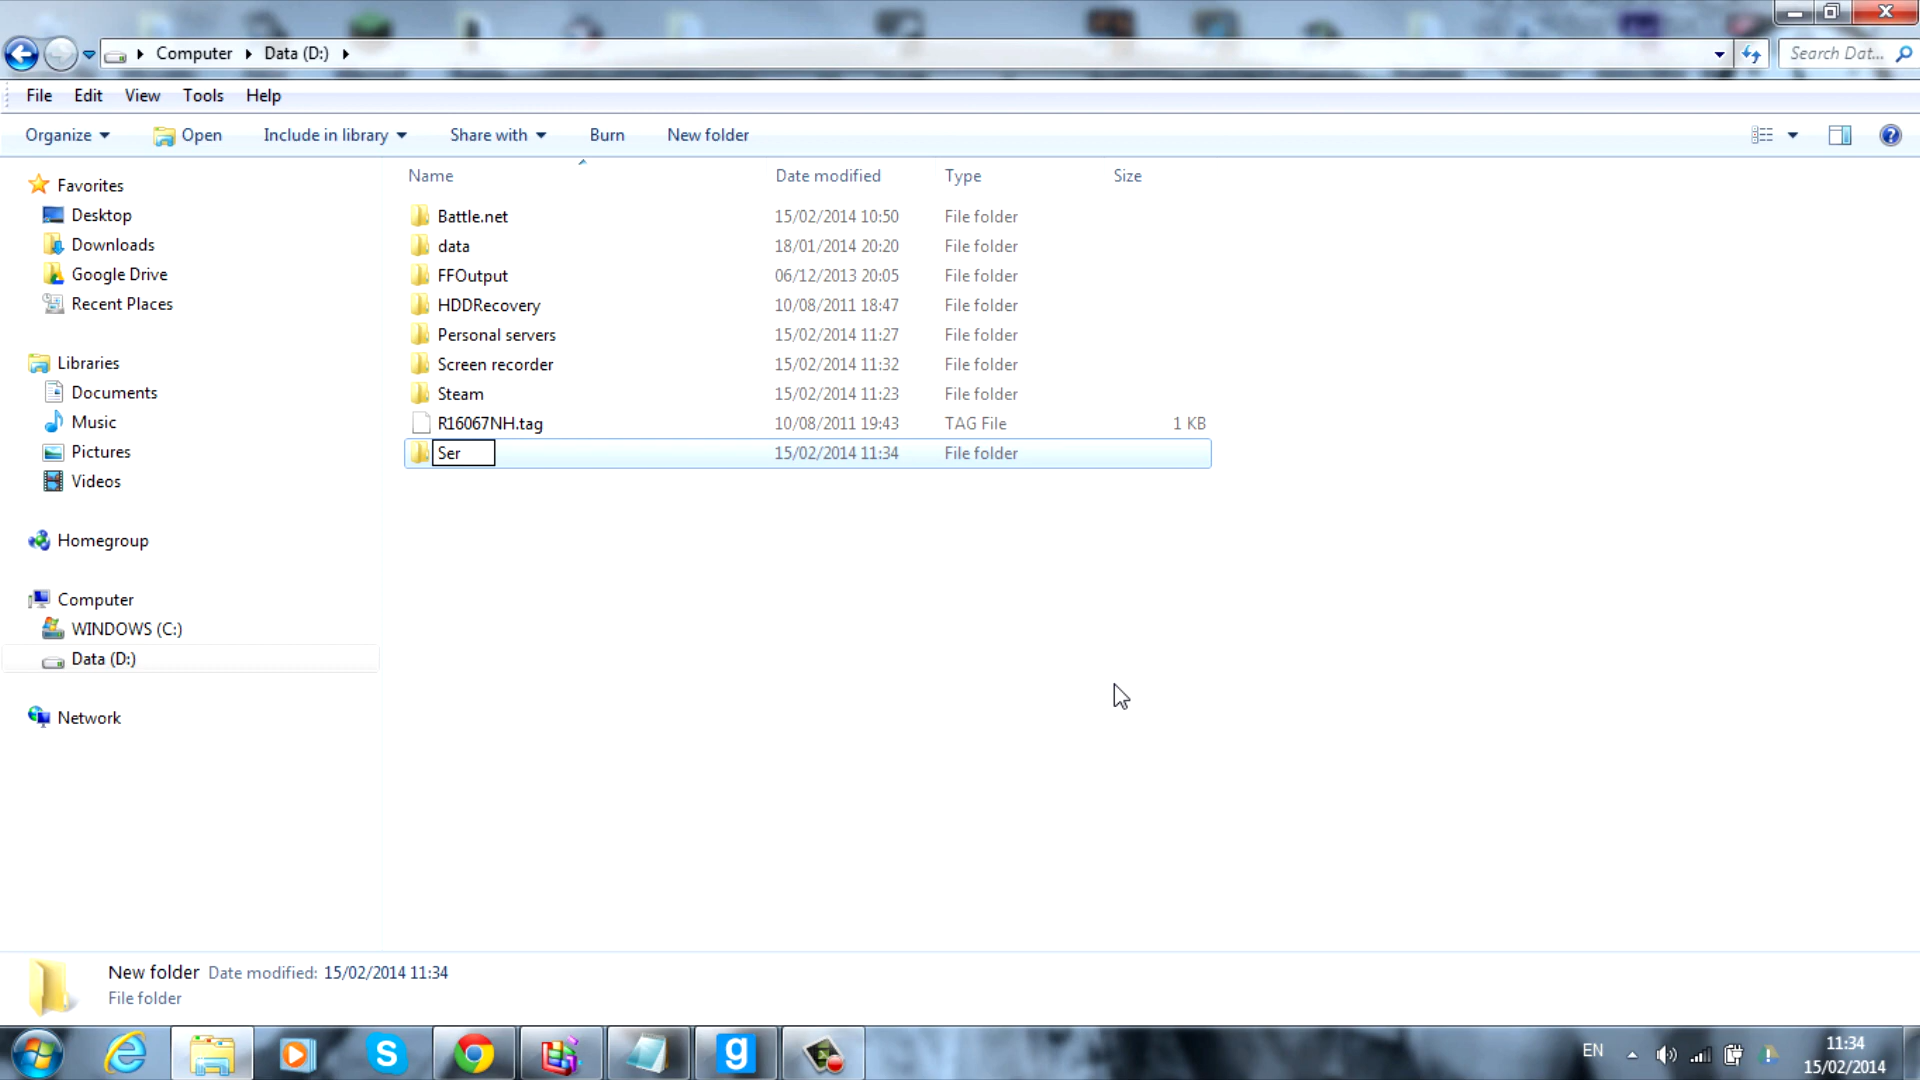 Computer Data (D:) Search Dat...
File Edit View Tools Help
Organize Open Include in library Share with Burn New folder
Name Date modified Type Size
Favorites
Desktop
Downloads
Google Drive
Recent Places
Libraries
Documents
Music
Pictures
Videos
Homegroup
Computer
WINDOWS (C:)
Data (D:)
Network
Battle.net 15/02/2014 10:50 File folder
data 18/01/2014 20:20 File folder
FFOutput 06/12/2013 20:05 File folder
HDDRecovery 10/08/2011 18:47 File folder
Personal servers 15/02/2014 11:27 File folder
Screen recorder 15/02/2014 11:32 File folder
Steam 15/02/2014 11:23 File folder
R16067NH.tag 10/08/2011 19:43 TAG File 1 KB
Ser 15/02/2014 11:34 File folder
New folder Date modified: 15/02/2014 11:34
File folder
EN 11:34
15/02/2014